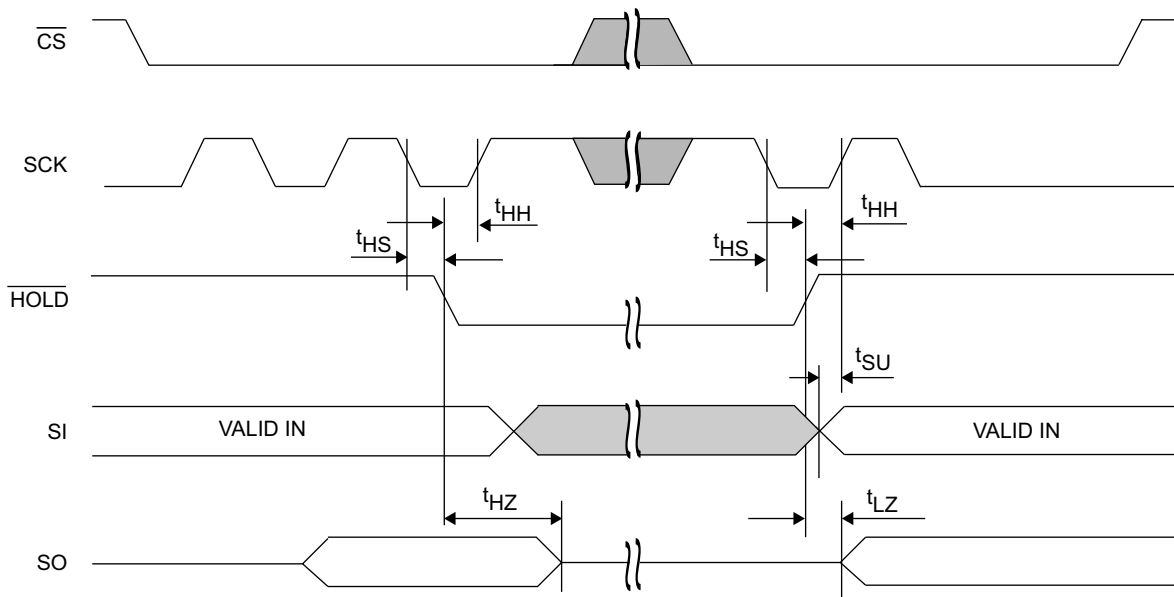 CS
SCK
tHH
tHH
tHS
tHS
HOLD
tSU
SI
VALID IN
VALID IN
tHZ
tLZ
SO